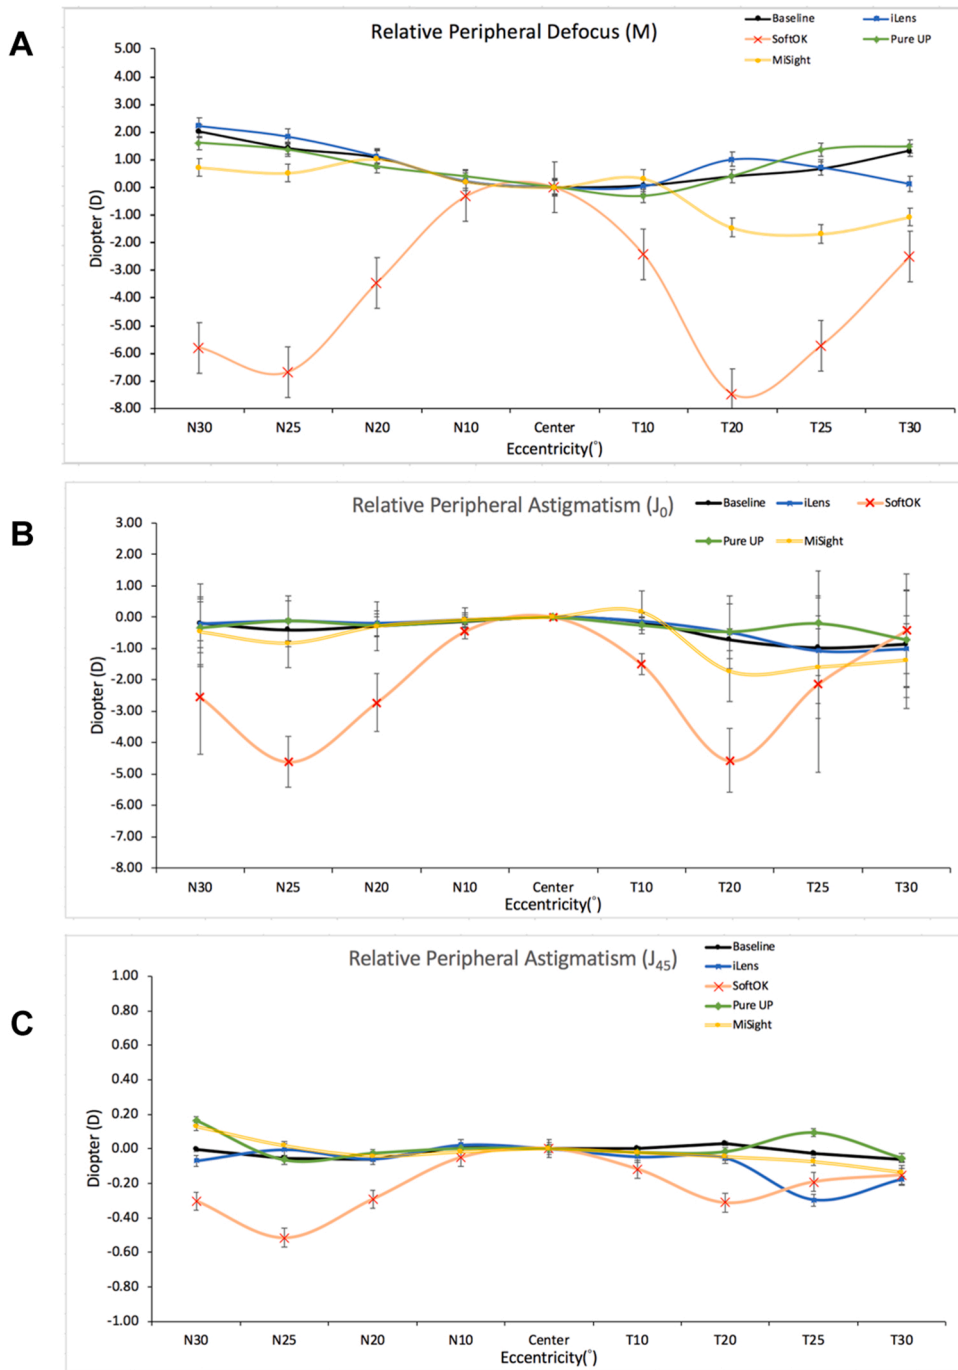 A
Relative Peripheral Defocus (M)
Baseline
iLens
SoftOK
Pure UP
MiSight
5.00
4.00
3.00
2.00
1.00
0.00
-1.00
-2.00
-3.00
-4.00
-5.00
-6.00
-7.00
-8.00
Diopter (D)
N30 N25 N20 N10 Center T10 T20 T25 T30
Eccentricity(°)
B
Relative Peripheral Astigmatism (J0)
Baseline
iLens
SoftOK
Pure UP
MiSight
3.00
2.00
1.00
0.00
-1.00
-2.00
-3.00
-4.00
-5.00
-6.00
-7.00
-8.00
Diopter (D)
N30 N25 N20 N10 Center T10 T20 T25 T30
Eccentricity(°)
C
Relative Peripheral Astigmatism (J45)
Baseline
iLens
SoftOK
Pure UP
MiSight
1.00
0.80
0.60
0.40
0.20
0.00
-0.20
-0.40
-0.60
-0.80
-1.00
Diopter (D)
N30 N25 N20 N10 Center T10 T20 T25 T30
Eccentricity(°)